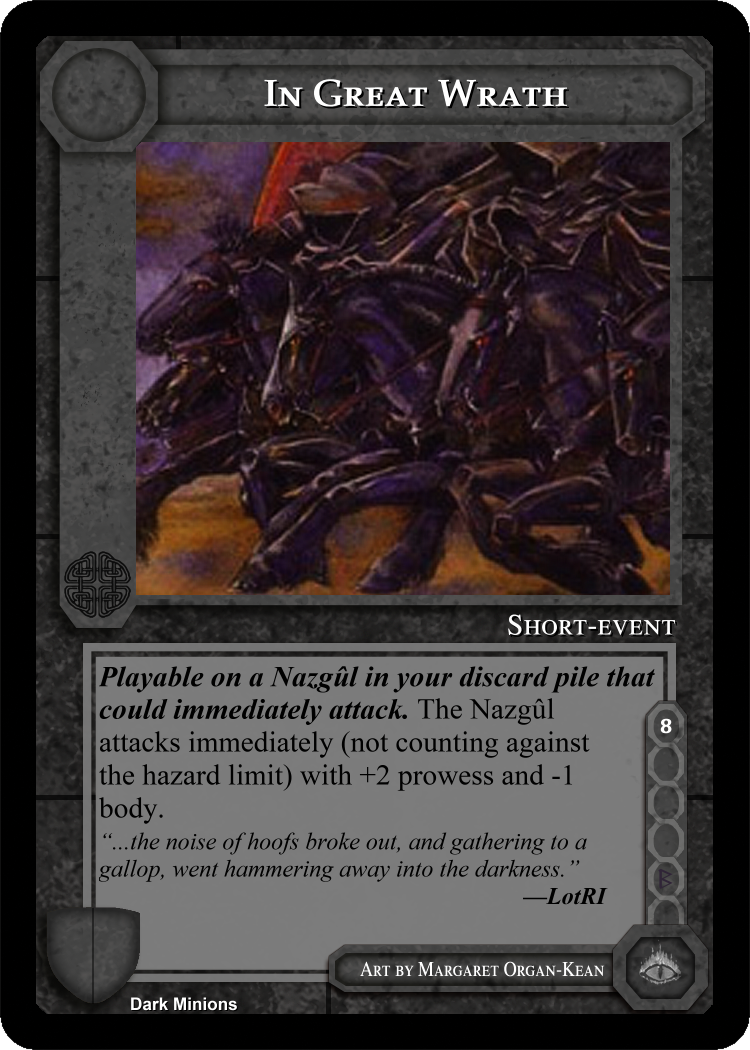 In Great Wrath
Short-event
Playable on a Nazgûl in your discard pile that
could immediately attack. The Nazgûl
attacks immediately (not counting against
the hazard limit) with +2 prowess and -1
body.
“...the noise of hoofs broke out, and gathering to a
gallop, went hammering away into the darkness.”
—LotRI
8
B
Art by Margaret Organ-Kean
Dark Minions